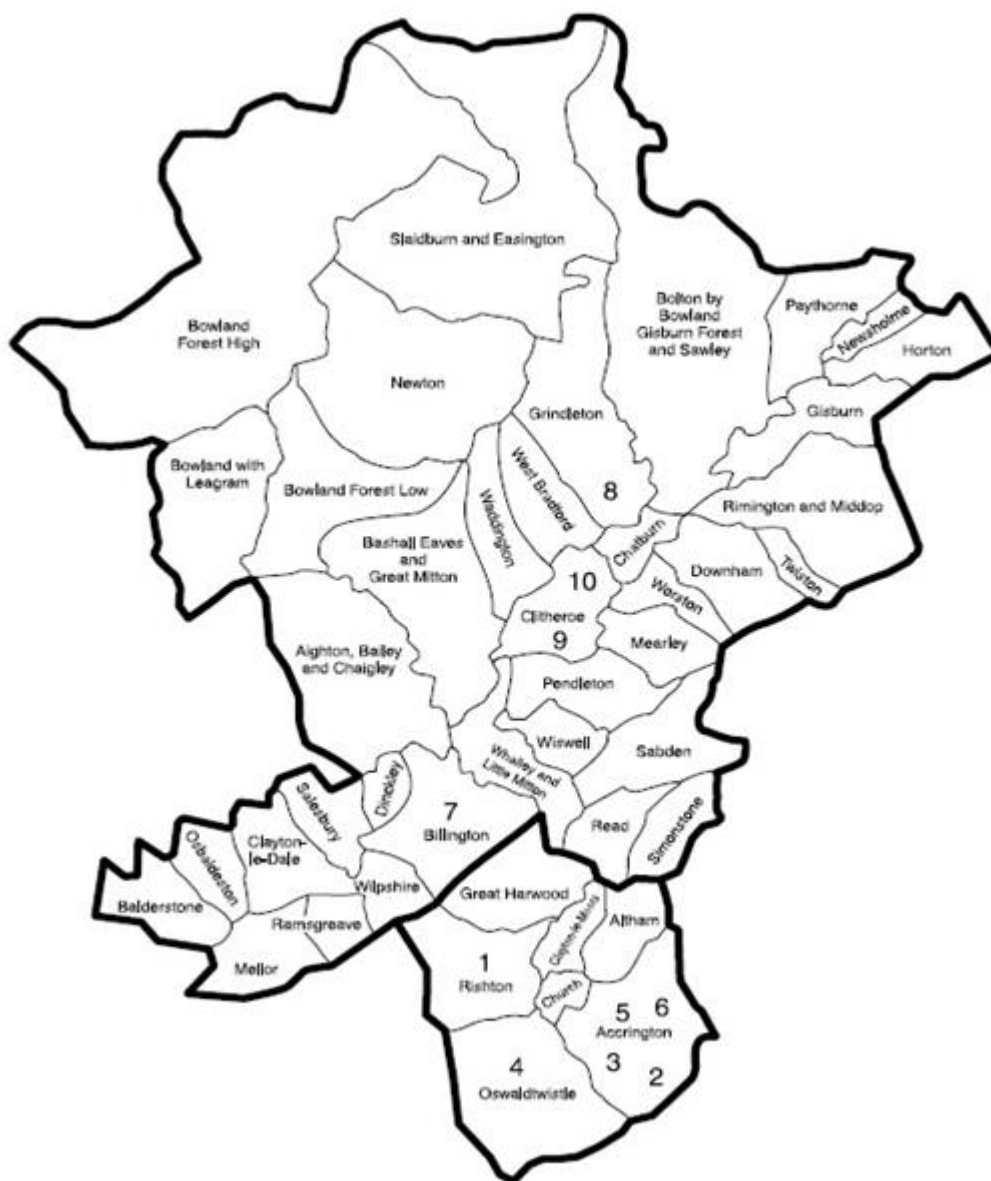 Slaidburn and Easington
Bowland
Forest High
Bolton by
Bowland
Gisburn Forest
and Sawley
Paythorne
Newsholme
Horton
Newton
Grindleton
Gisburn
Bowland with
Leagram
Bowland Forest Low
West Bradford
8
Rimington and Middop
Waddington
Bashall Eaves
and
Great Mitton
Chatburn
Downham
Twiston
10
Clitheroe
9
Worston
Mearley
Aighton, Bailey
and Chaigley
Pendleton
Wiswell
Sabden
Whalley and
Little Mitton
Dinckley
7
Billington
Read
Simonstone
Salesbury
Clayton-
le-Dale
Osbaldeston
Balderstone
Wilpshire
Ramsgreave
Mellor
Great Harwood
Clayton-le-Moors
Altham
1
Rishton
Church
5
6
Accrington
3
2
4
Oswaldtwistle